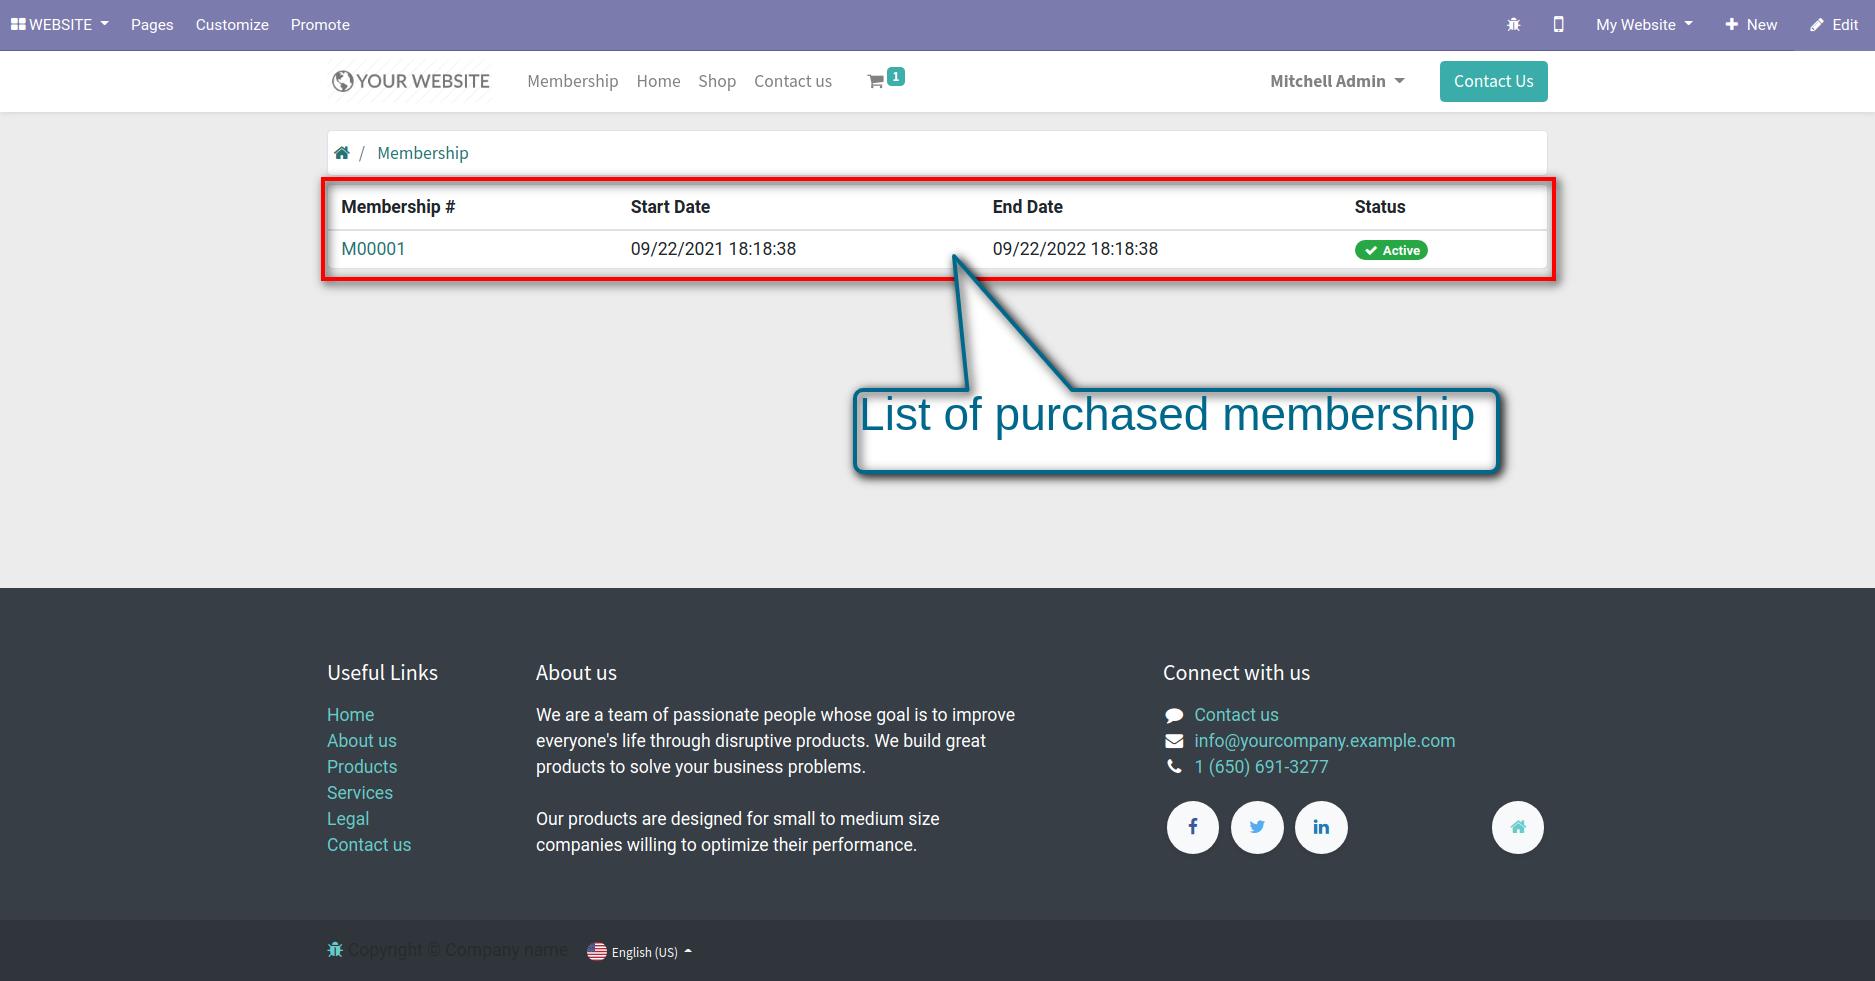 WEBSITE Pages Customize Promote My Website New Edit
YOUR WEBSITE Membership Home Shop Contact us 1 Mitchell Admin Contact Us
/ Membership
Membership # Start Date End Date Status
M00001 09/22/2021 18:18:38 09/22/2022 18:18:38 Active
List of purchased membership
Useful Links
Home
About us
Products
Services
Legal
Contact us
About us
We are a team of passionate people whose goal is to improve
everyone's life through disruptive products. We build great
products to solve your business problems.
Our products are designed for small to medium size
companies willing to optimize their performance.
Connect with us
Contact us
info@yourcompany.example.com
1 (650) 691-3277
Copyright © Company name English (US)